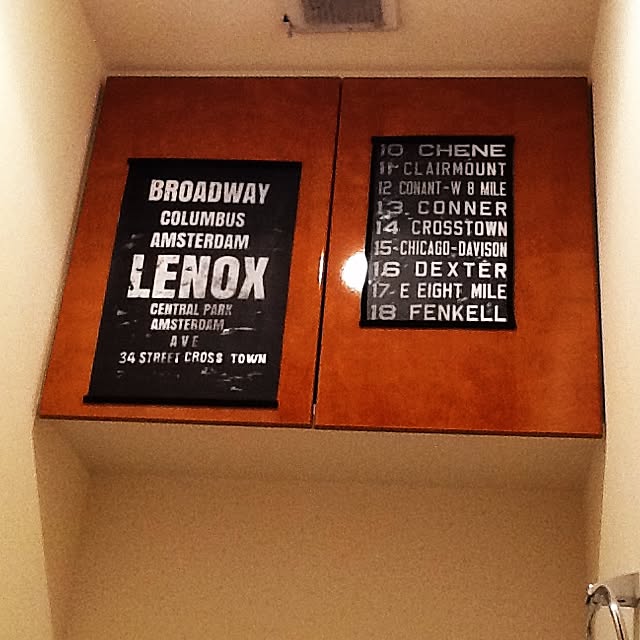 BROADWAY
COLUMBUS
AMSTERDAM
LENOX
CENTRAL PARK
AMSTERDAM
AVE
34 STREET CROSS TOWN
10 CHENE
11-CLAIRMOUNT
12 CONANT-W 8 MILE
13 CONNER
14 CROSSTOWN
15-CHICAGO-DAVISON
16 DEXTER
17-E EIGHT MILE
18 FENKELL